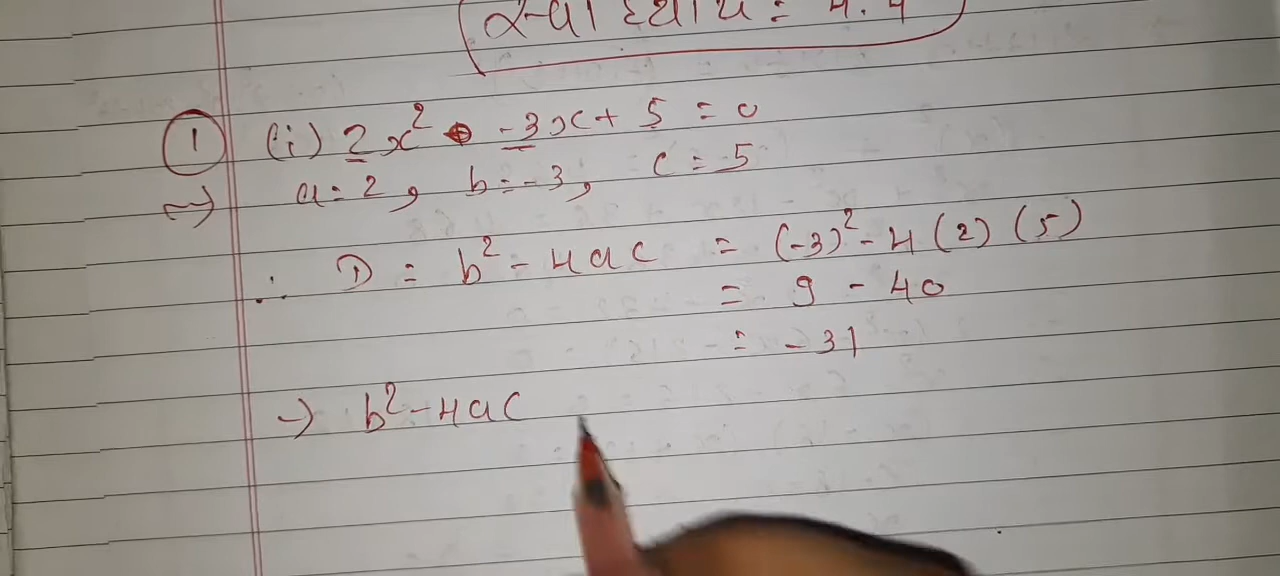 ① (i) 2x² -3x + 5 = 0
⇒ a = 2, b = -3, c = 5
∴ D = b² - 4ac = (-3)² - 4(2)(5)
= 9 - 40
= -31
→ b² - 4ac